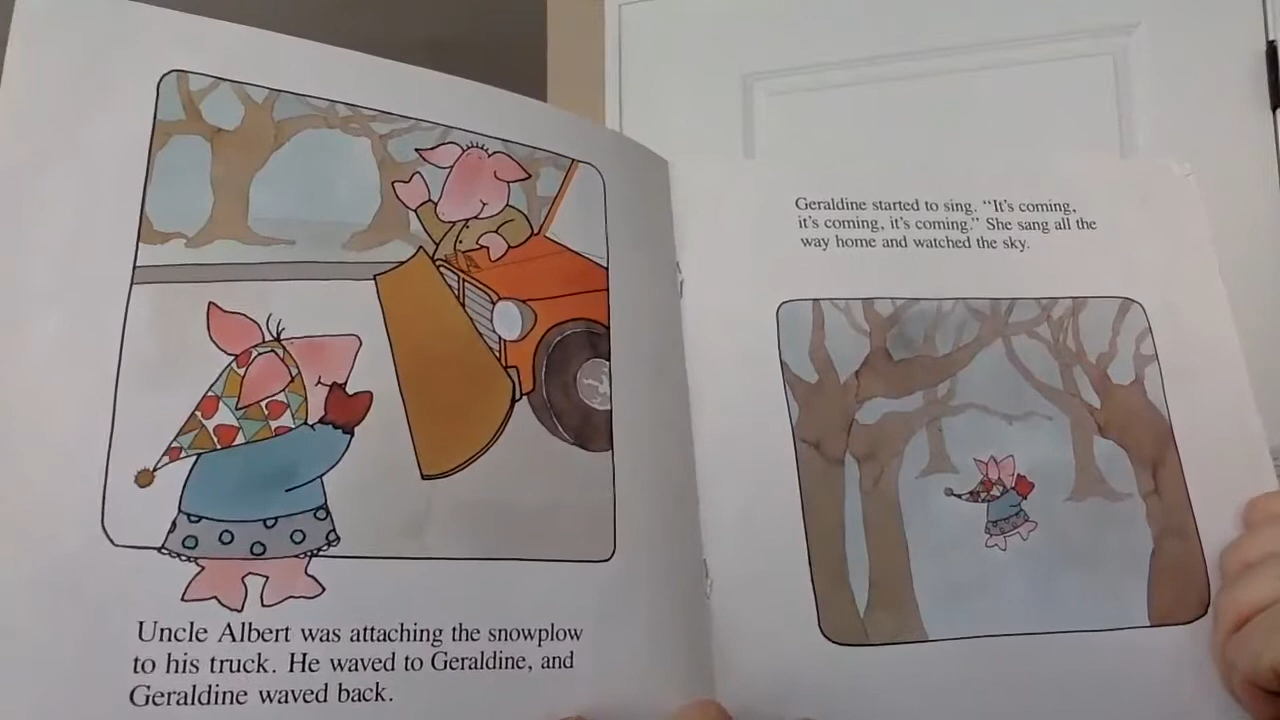 Uncle Albert was attaching the snowplow
to his truck. He waved to Geraldine, and
Geraldine waved back.
Geraldine started to sing. “It's coming,
it's coming, it's coming.” She sang all the
way home and watched the sky.